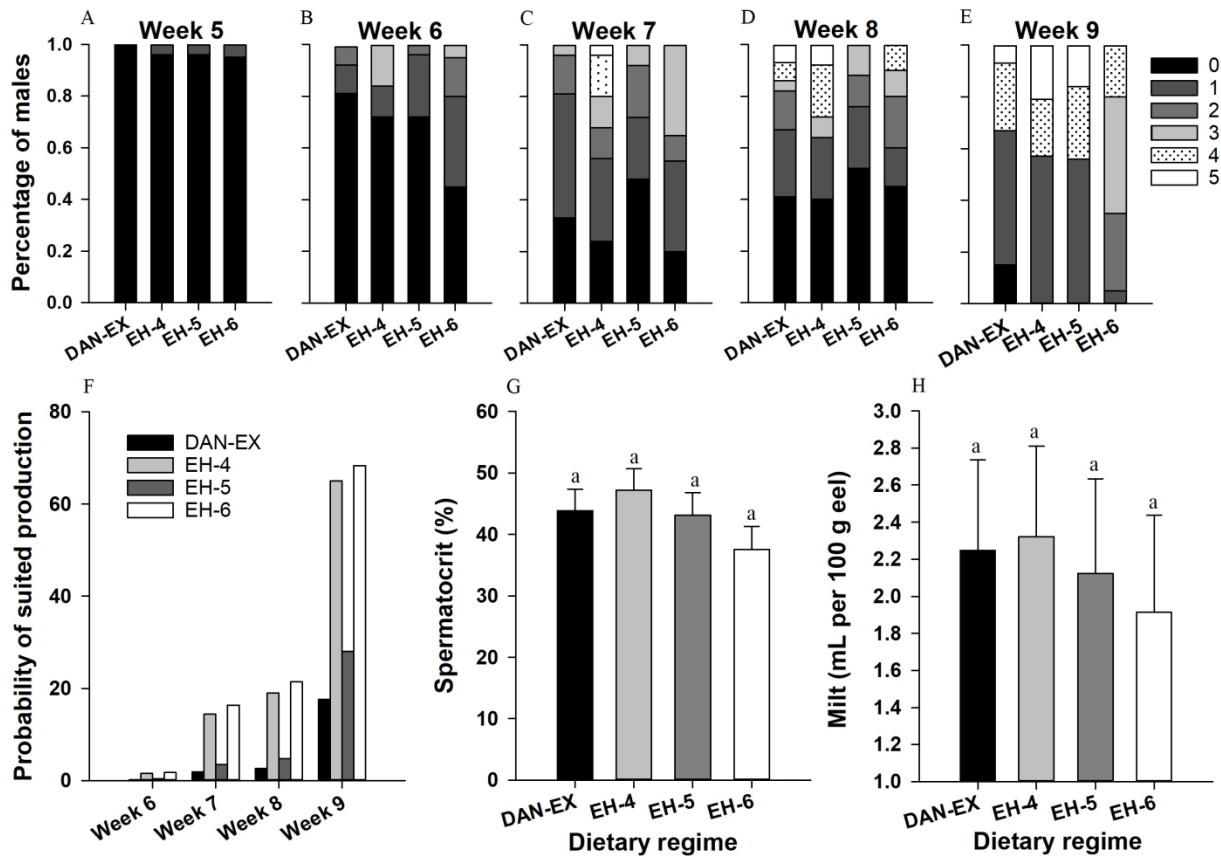 A
Week 5
B
Week 6
C
Week 7
D
Week 8
E
Week 9
Percentage of males
1.0
0.8
0.6
0.4
0.2
0.0
DAN-EX
EH-4
EH-5
EH-6
DAN-EX
EH-4
EH-5
EH-6
DAN-EX
EH-4
EH-5
EH-6
DAN-EX
EH-4
EH-5
EH-6
DAN-EX
EH-4
EH-5
EH-6
0
1
2
3
4
5
F
Probability of suited production
80
60
40
20
0
DAN-EX
EH-4
EH-5
EH-6
Week 6
Week 7
Week 8
Week 9
G
Spermatocrit (%)
60
50
40
30
20
10
0
a
a
a
a
DAN-EX
EH-4
EH-5
EH-6
Dietary regime
H
Milt (mL per 100 g eel)
3.0
2.8
2.6
2.4
2.2
2.0
1.8
1.6
1.4
1.2
1.0
a
a
a
a
DAN-EX
EH-4
EH-5
EH-6
Dietary regime